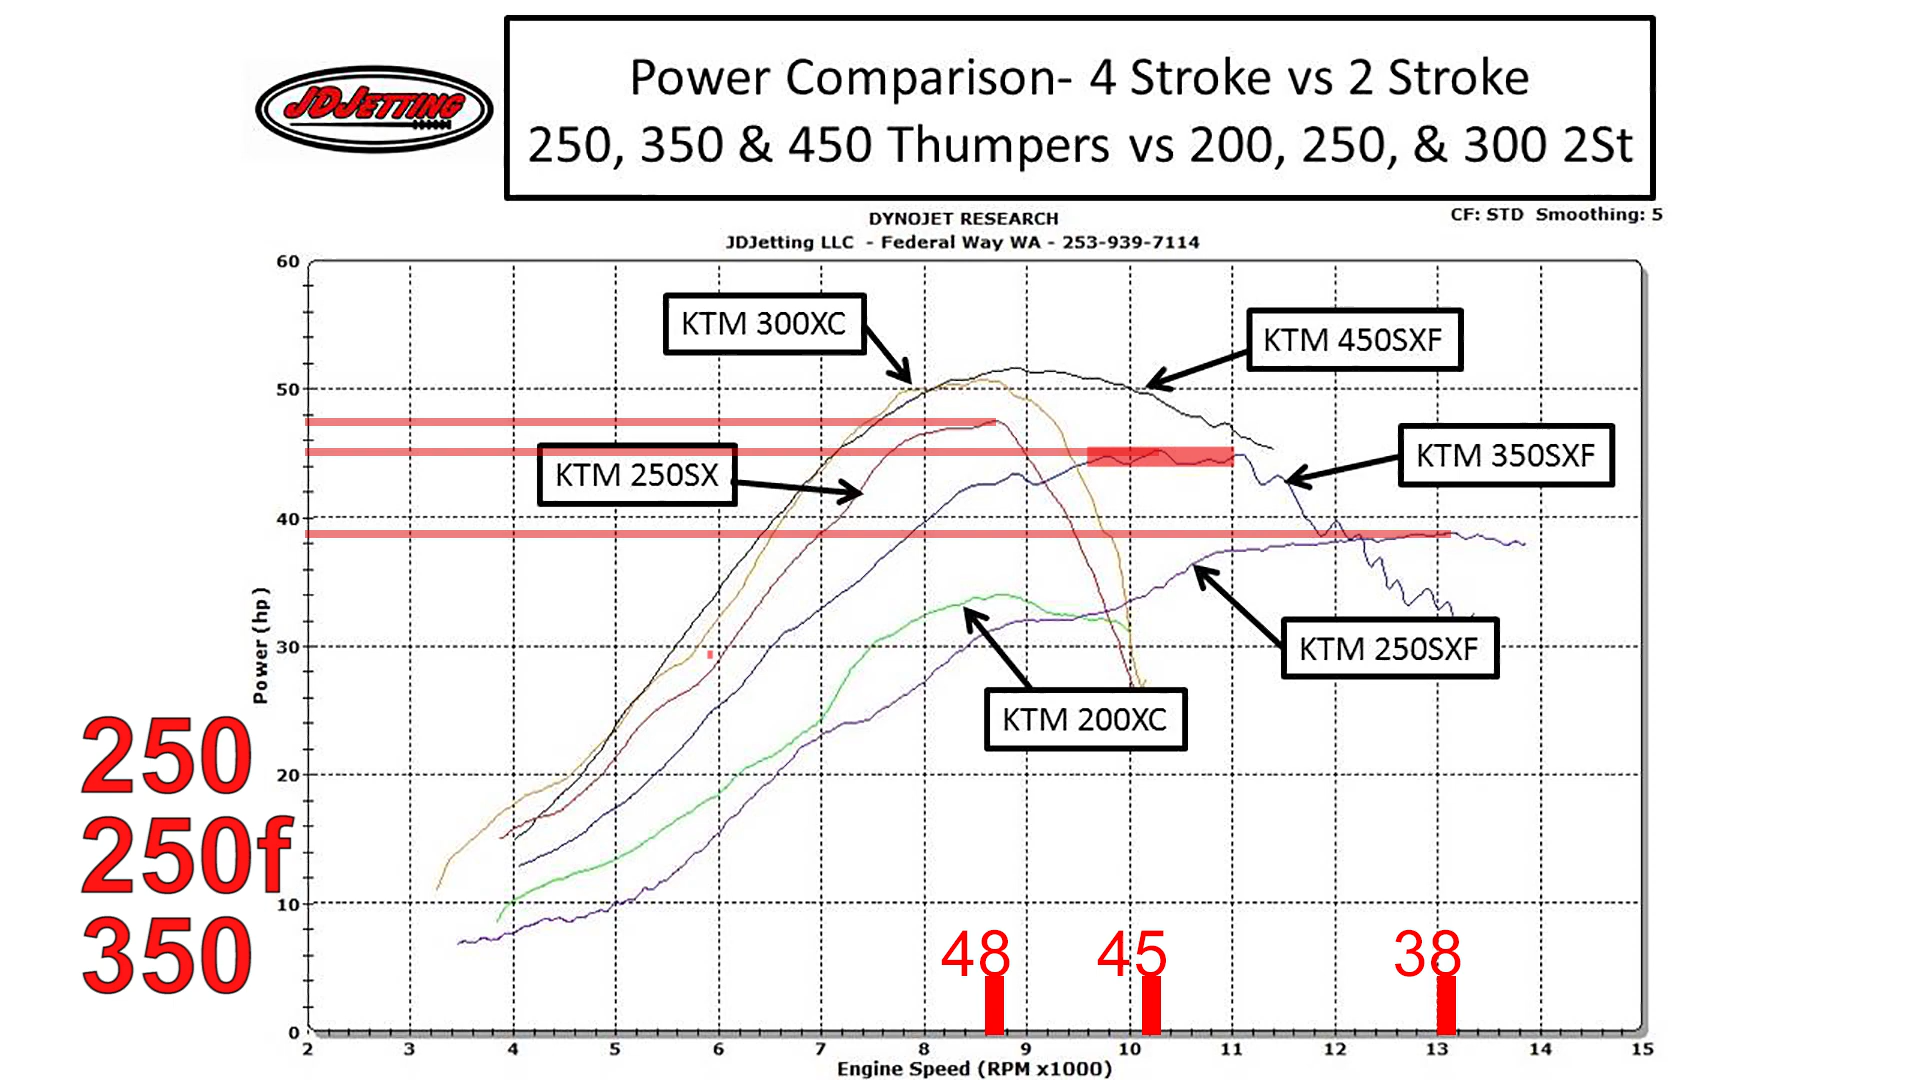 JDJETTING
Power Comparison- 4 Stroke vs 2 Stroke
250, 350 & 450 Thumpers vs 200, 250, & 300 2St
CF: STD Smoothing: 5
DYNOJET RESEARCH
JDJetting LLC - Federal Way WA - 253-939-7114
60
50
40
30
20
10
0
Power (hp)
KTM 300XC
KTM 450SXF
KTM 350SXF
KTM 250SX
KTM 250SXF
KTM 200XC
250
250f
350
48
45
38
2 3 4 5 6 7 8 9 10 11 12 13 14 15
Engine Speed (RPM x1000)